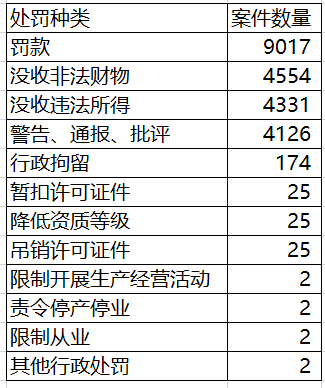 处罚种类 案件数量
罚款 9017
没收非法财物 4554
没收违法所得 4331
警告、通报、批评 4126
行政拘留 174
暂扣许可证件 25
降低资质等级 25
吊销许可证件 25
限制开展生产经营活动 2
责令停产停业 2
限制从业 2
其他行政处罚 2